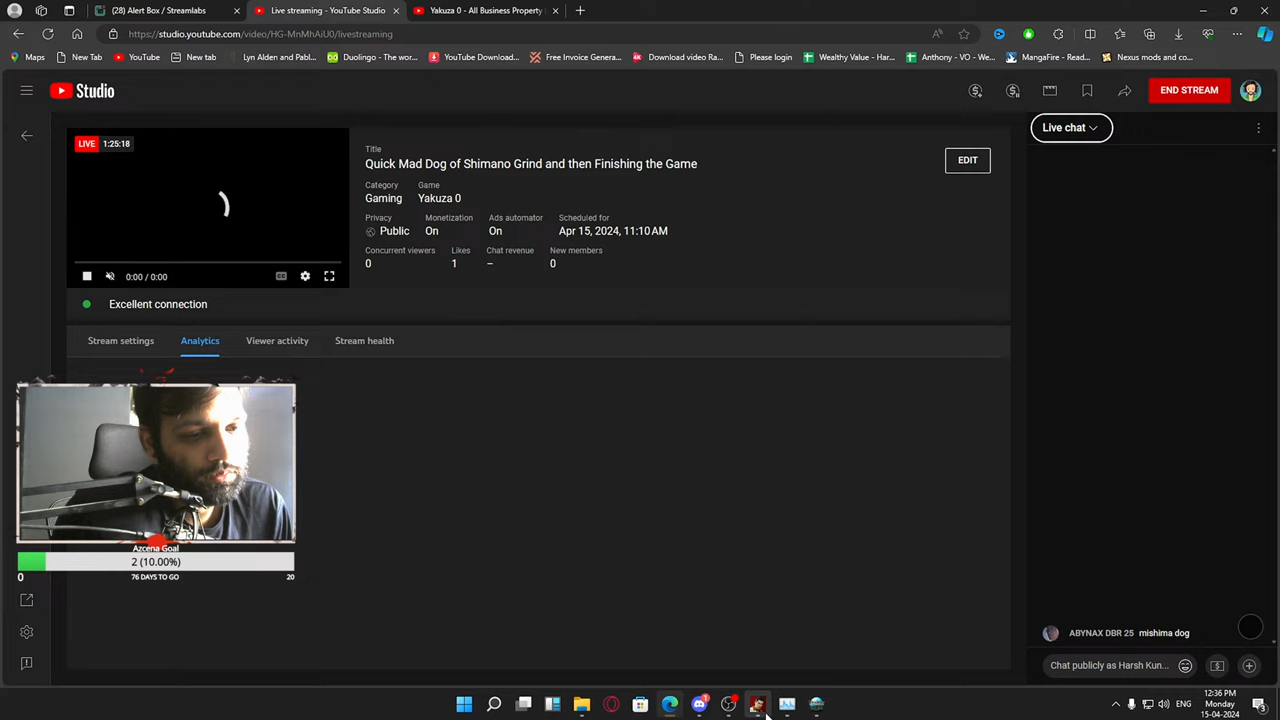 (28) Alert Box / Streamlabs
Live streaming - YouTube Studio
Yakuza 0 - All Business Property
https://studio.youtube.com/video/HG-MnMhAiU0/livestreaming
YouTube
New Tab
YouTube
New tab
Lyn Alden and Pabl...
Duolingo - The wor...
YouTube Download...
Free Invoice Genera...
Download video Ra...
Please login
Wealthy Value - Har...
Anthony - VO - We...
MangaFire - Read...
Nexus mods and co...
Studio
END STREAM
LIVE 1:25:18
Title
Quick Mad Dog of Shimano Grind and then Finishing the Game
EDIT
Category Game
Gaming Yakuza 0
Privacy Monetization Ads automator Scheduled for
Public On On Apr 15, 2024, 11:10 AM
Concurrent viewers Likes Chat revenue New members
0 1 – 0
0:00 / 0:00
Excellent connection
Stream settings Analytics Viewer activity Stream health
Live chat
Azcena Goal
2 (10.00%)
0 76 DAYS TO GO 20
ABYNAX DBR 25 mishima dog
Chat publicly as Harsh Kun...
1
ENG
12:36 PM
Monday
15-04-2024
3